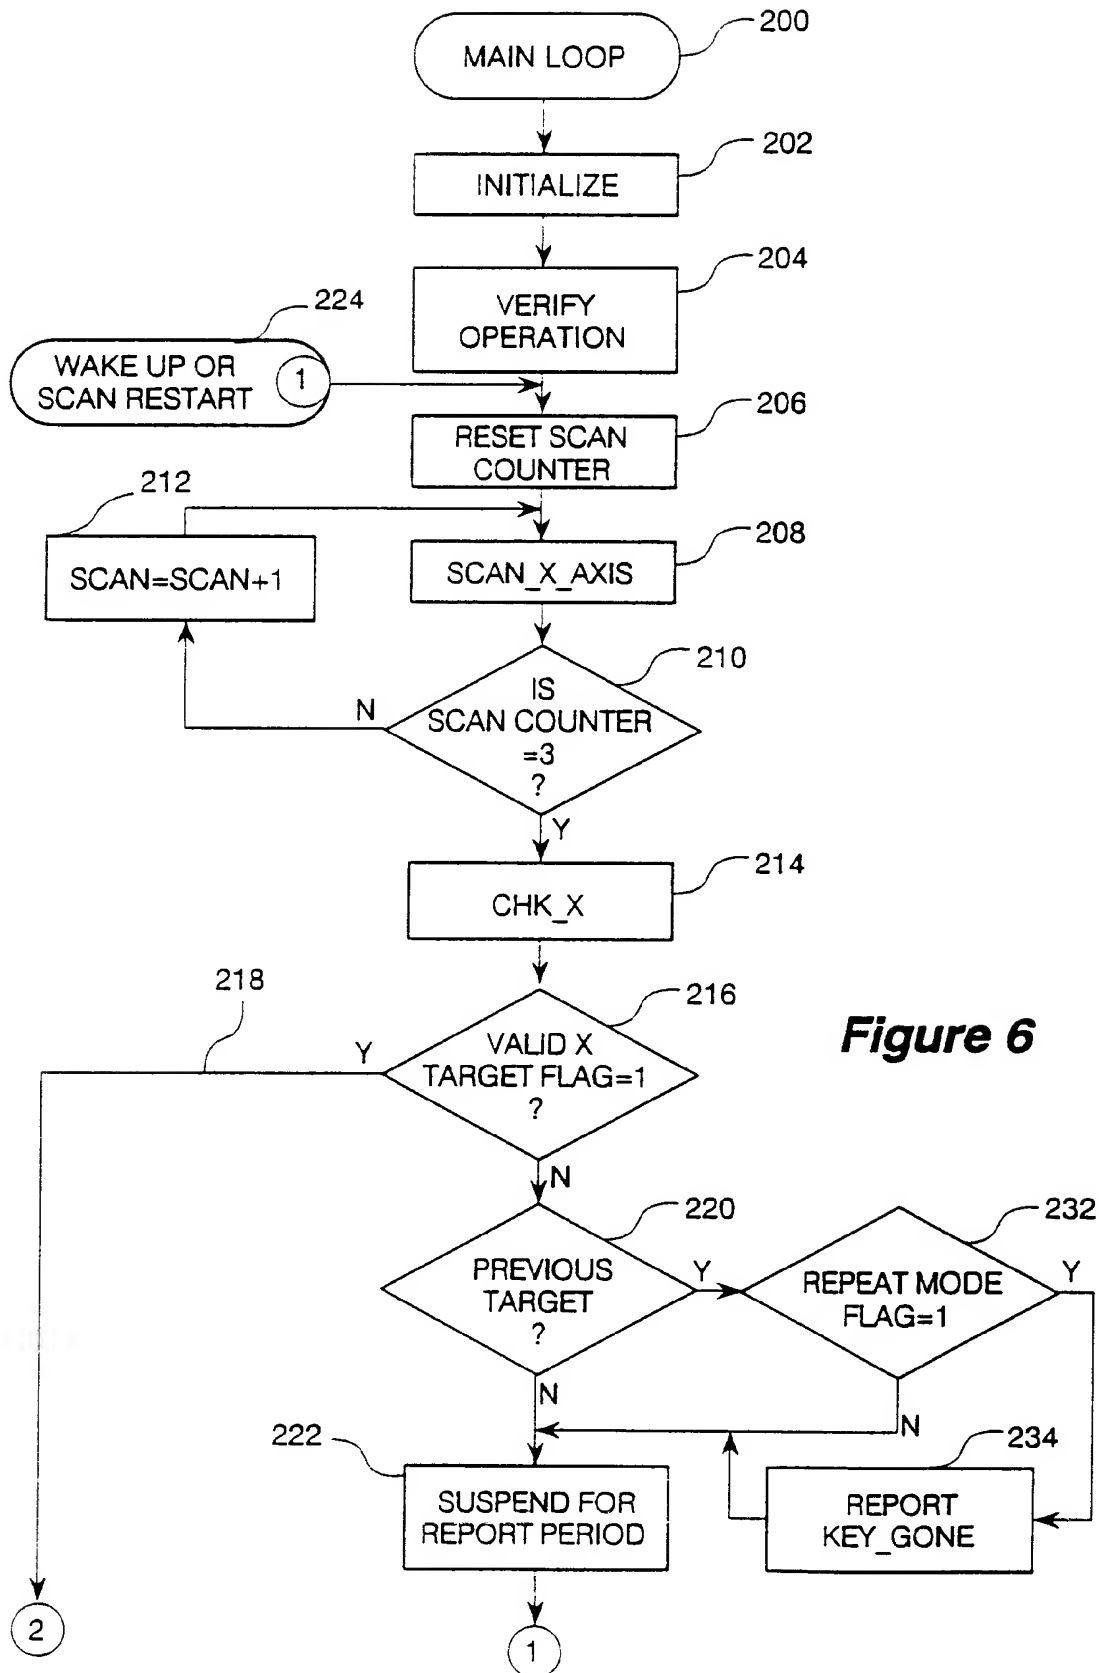 200
MAIN LOOP
202
INITIALIZE
204
VERIFY
OPERATION
224
WAKE UP OR
SCAN RESTART
1
206
RESET SCAN
COUNTER
212
SCAN=SCAN+1
208
SCAN_X_AXIS
210
IS
SCAN COUNTER
=3
?
N
Y
214
CHK_X
218
216
Y
VALID X
TARGET FLAG=1
?
Figure 6
N
220
PREVIOUS
TARGET
?
Y
232
REPEAT MODE
FLAG=1
Y
N
N
222
SUSPEND FOR
REPORT PERIOD
234
REPORT
KEY_GONE
2
1